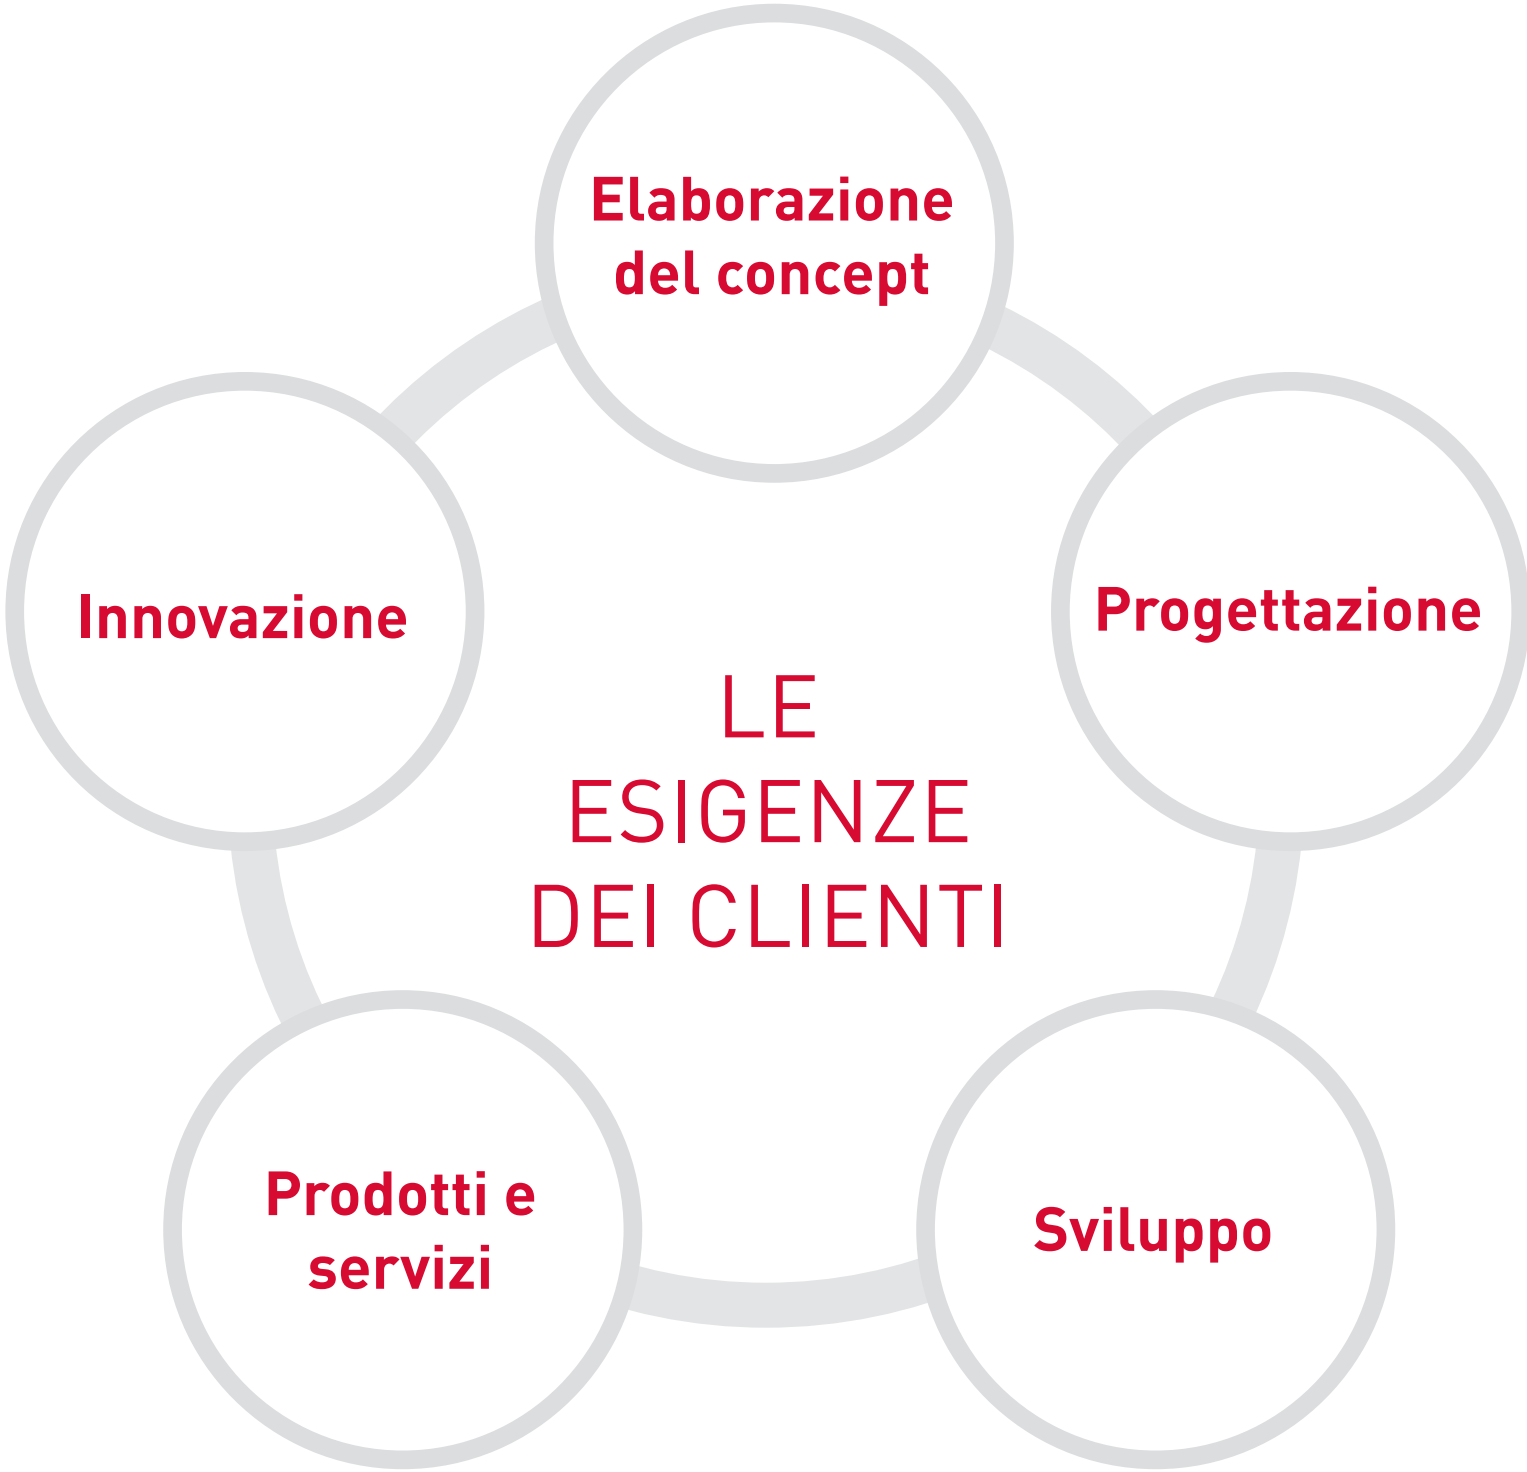 Elaborazione
del concept
Innovazione
Progettazione
LE
ESIGENZE
DEI CLIENTI
Prodotti e
servizi
Sviluppo